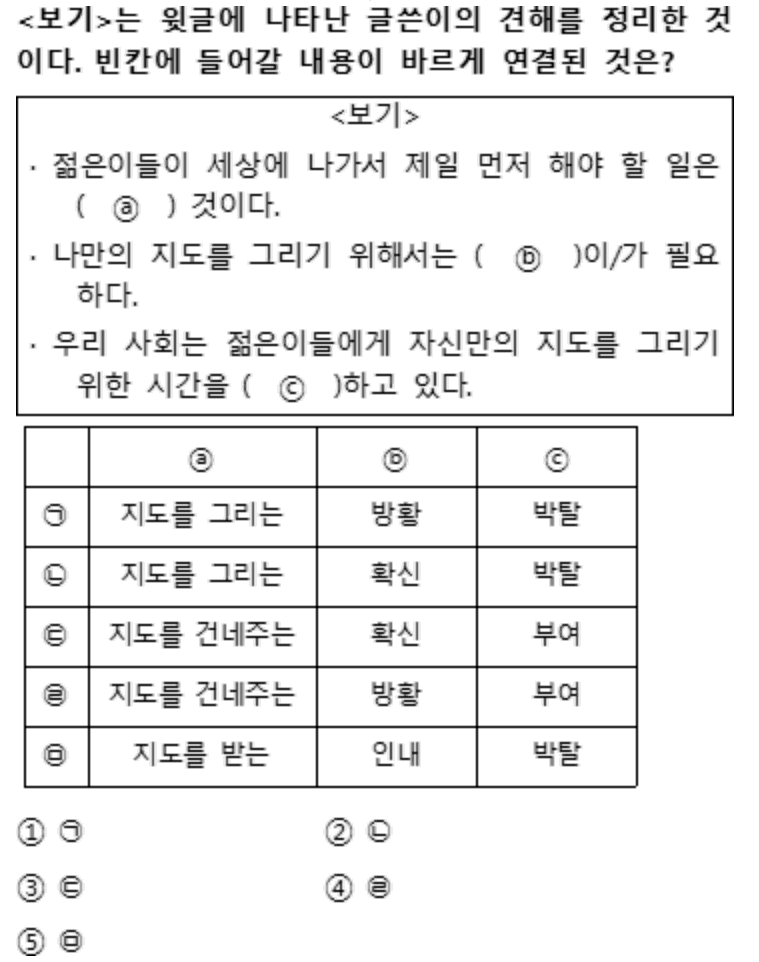 <보기>는 윗글에 나타난 글쓴이의 견해를 정리한 것
이다. 빈칸에 들어갈 내용이 바르게 연결된 것은?
<보기>
· 젊은이들이 세상에 나가서 제일 먼저 해야 할 일은
( ⓐ ) 것이다.
· 나만의 지도를 그리기 위해서는 ( ⓑ )이/가 필요
하다.
· 우리 사회는 젊은이들에게 자신만의 지도를 그리기
위한 시간을 ( ⓒ )하고 있다.
ⓐ ⓑ ⓒ
㉠ 지도를 그리는 방황 박탈
㉡ 지도를 그리는 확신 박탈
㉢ 지도를 건네주는 확신 부여
㉣ 지도를 건네주는 방황 부여
㉤ 지도를 받는 인내 박탈
① ㉠ ② ㉡
③ ㉢ ④ ㉣
⑤ ㉤